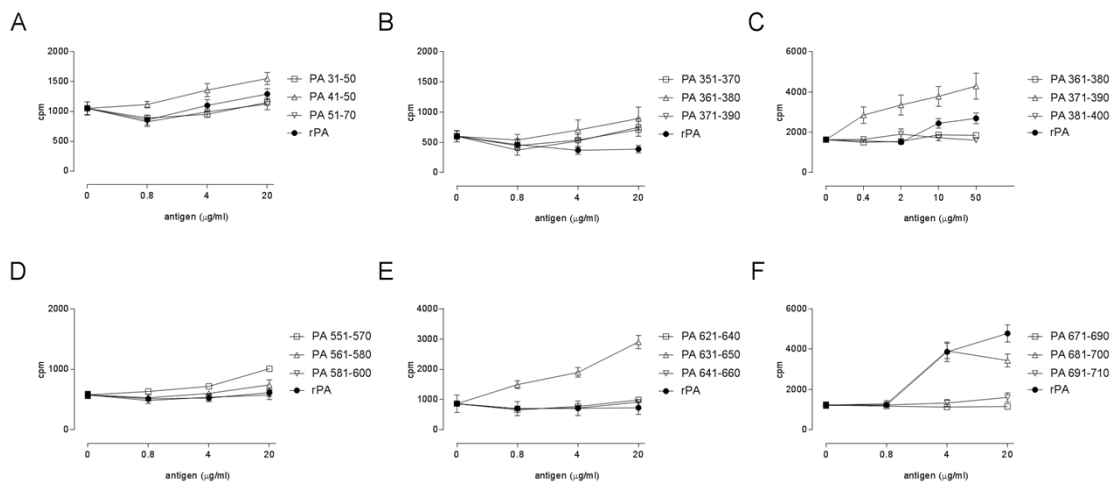 A
2000
1500
1000
500
0
cpm
0 0.8 4 20
antigen (μg/ml)
PA 31-50
PA 41-50
PA 51-70
rPA
B
2000
1500
1000
500
0
cpm
0 0.8 4 20
antigen (μg/ml)
PA 351-370
PA 361-380
PA 371-390
rPA
C
6000
4000
2000
0
cpm
0 0.4 2 10 50
antigen (μg/ml)
PA 361-380
PA 371-390
PA 381-400
rPA
D
2000
1000
0
cpm
0 0.8 4 20
antigen (μg/ml)
PA 551-570
PA 561-580
PA 581-600
rPA
E
4000
3000
2000
1000
0
cpm
0 0.8 4 20
antigen (μg/ml)
PA 621-640
PA 631-650
PA 641-660
rPA
F
6000
4000
2000
0
cpm
0 0.8 4 20
antigen (μg/ml)
PA 671-690
PA 681-700
PA 691-710
rPA